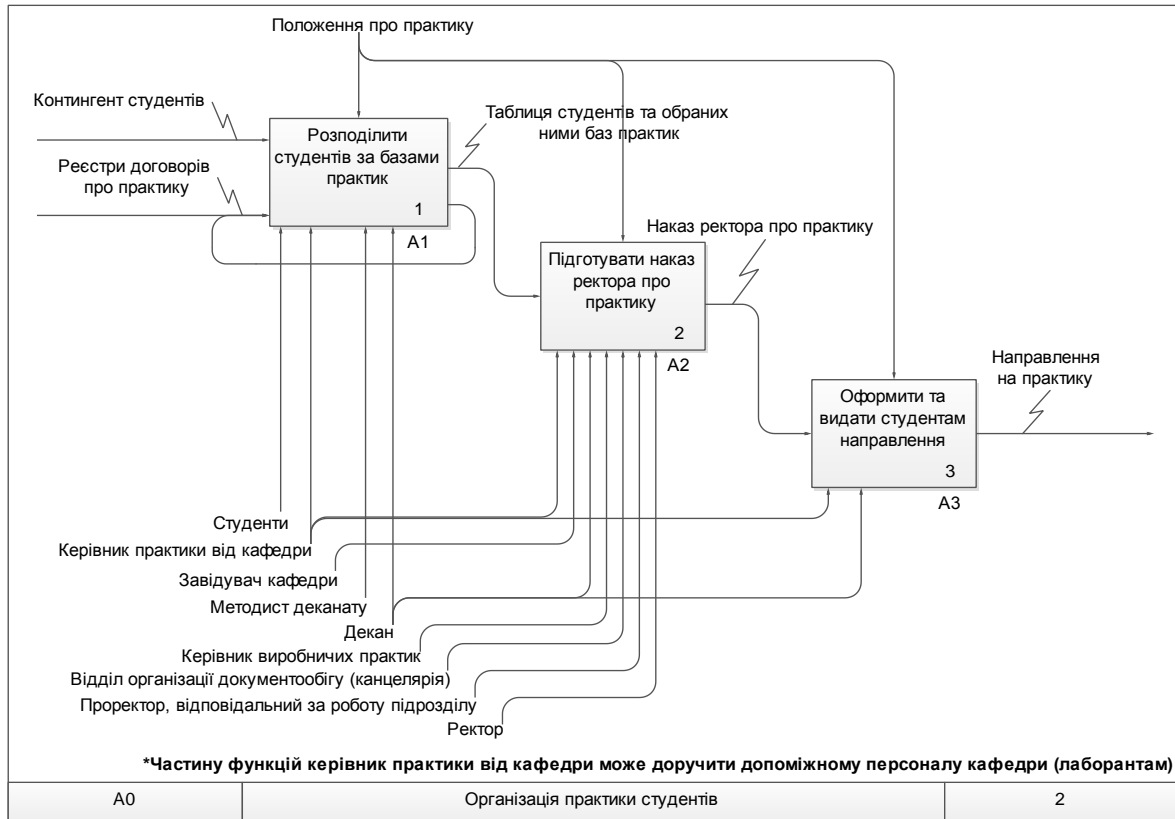 Положення про практику
Контингент студентів
Реєстри договорів
про практику
Розподілити
студентів за базами
практик
1
А1
Таблиця студентів та обраних
ними баз практик
Підготувати наказ
ректора про
практику
2
А2
Наказ ректора про практику
Оформити та
видати студентам
направлення
3
А3
Направлення
на практику
Студенти
Керівник практики від кафедри
Завідувач кафедри
Методист деканату
Декан
Керівник виробничих практик
Відділ організації документообігу (канцелярія)
Проректор, відповідальний за роботу підрозділу
Ректор
*Частину функцій керівник практики від кафедри може доручити допоміжному персоналу кафедри (лаборантам)
А0
Організація практики студентів
2